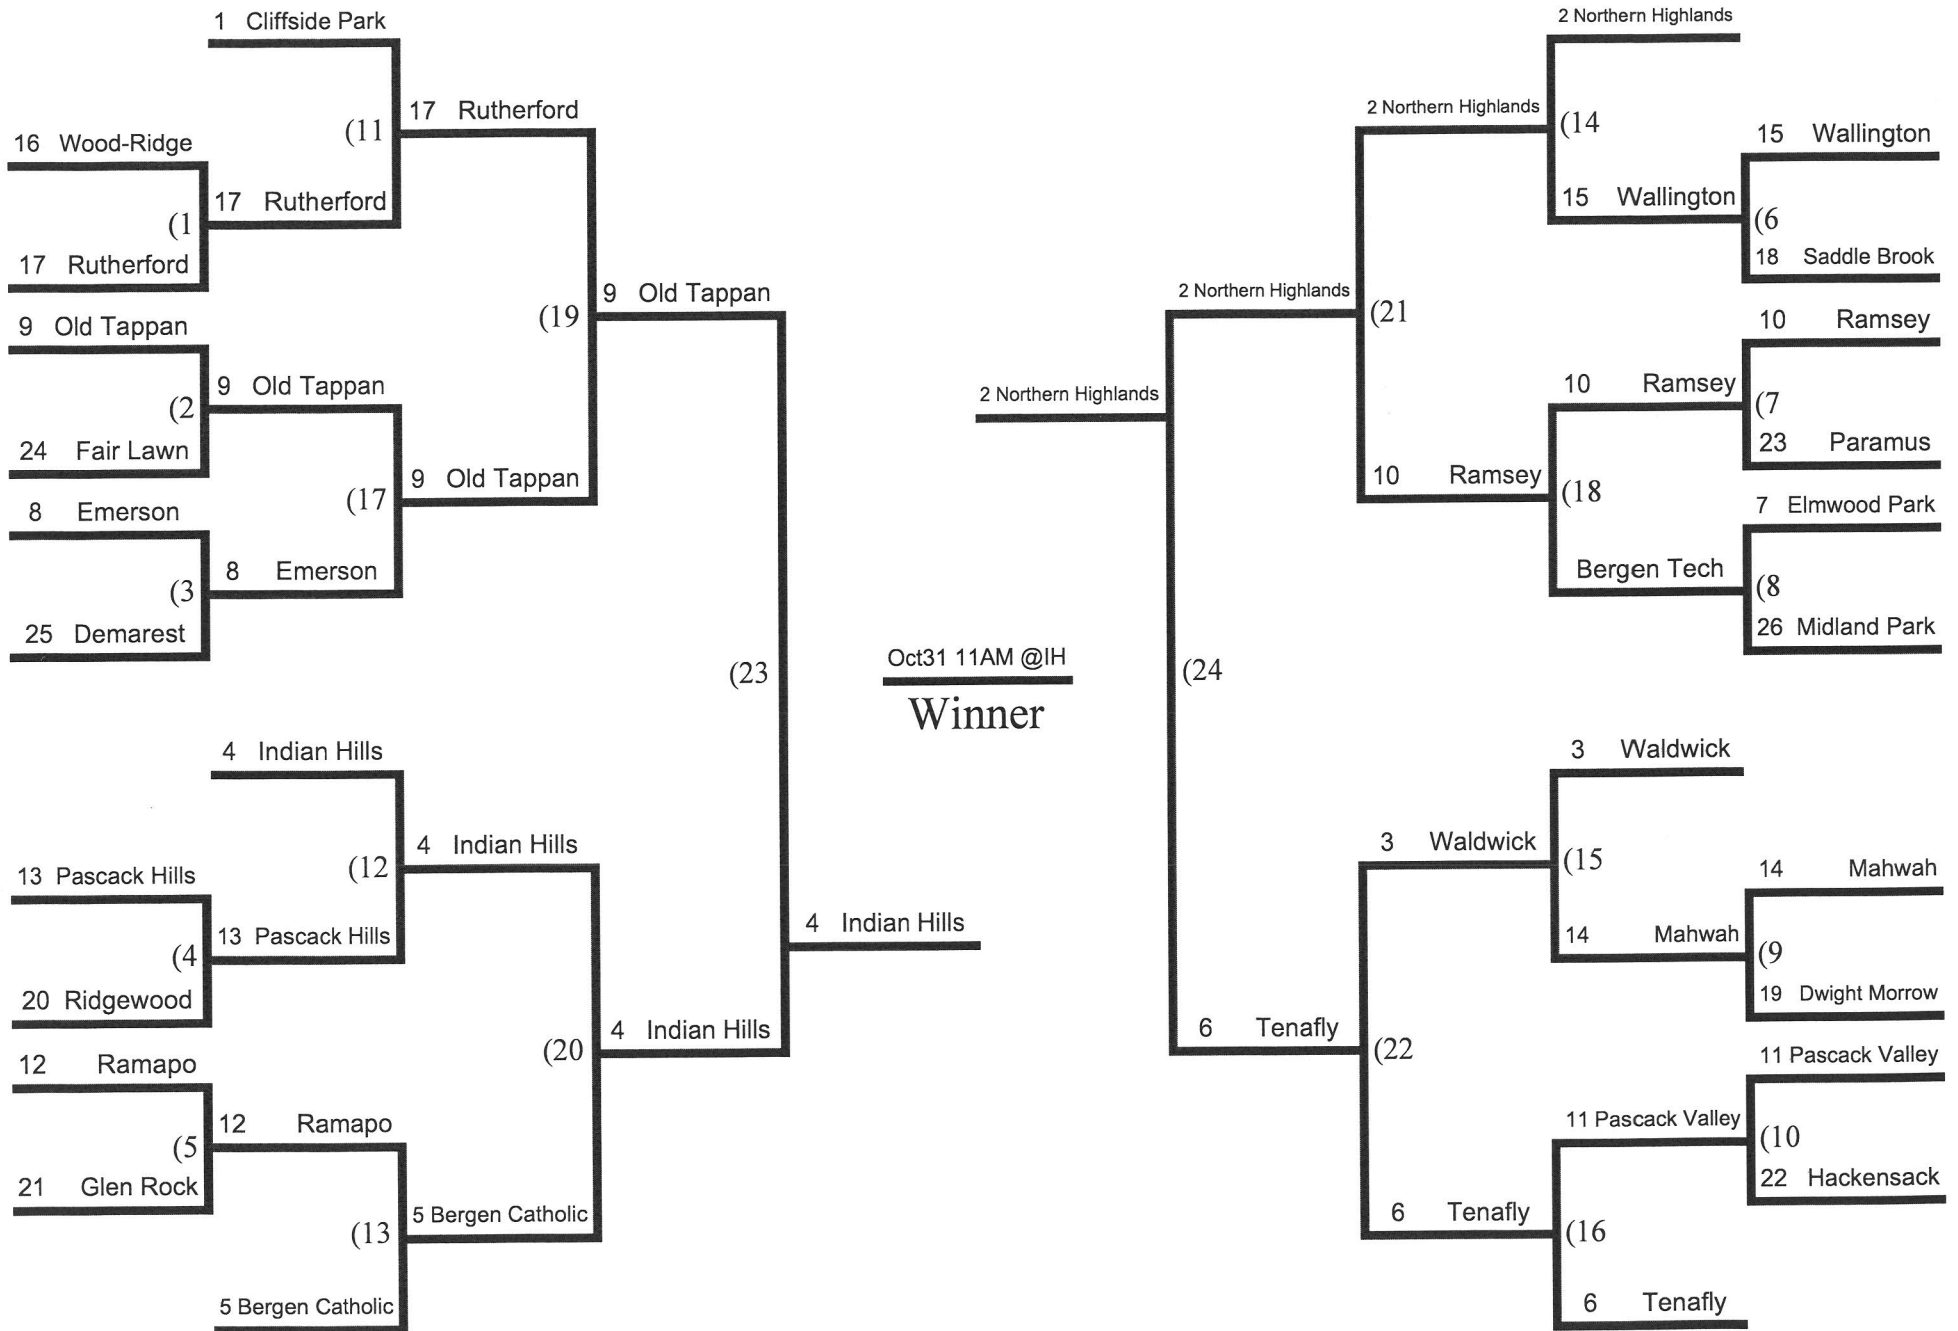 1 Cliffside Park
16 Wood-Ridge
(1
17 Rutherford
17 Rutherford
(11
17 Rutherford
9 Old Tappan
(2
24 Fair Lawn
9 Old Tappan
8 Emerson
(3
25 Demarest
8 Emerson
(17
9 Old Tappan
(19
9 Old Tappan
4 Indian Hills
13 Pascack Hills
(4
20 Ridgewood
13 Pascack Hills
(12
4 Indian Hills
12 Ramapo
(5
21 Glen Rock
12 Ramapo
(13
5 Bergen Catholic
5 Bergen Catholic
(20
4 Indian Hills
(23
4 Indian Hills
Oct31 11AM @IH
Winner
2 Northern Highlands
(24
2 Northern Highlands
(21
2 Northern Highlands
(14
2 Northern Highlands
15 Wallington
15 Wallington
(6
18 Saddle Brook
10 Ramsey
(18
10 Ramsey
10 Ramsey
(7
23 Paramus
Bergen Tech
7 Elmwood Park
(8
26 Midland Park
6 Tenafly
(22
3 Waldwick
(15
3 Waldwick
14 Mahwah
14 Mahwah
(9
19 Dwight Morrow
6 Tenafly
(16
11 Pascack Valley
11 Pascack Valley
(10
22 Hackensack
6 Tenafly